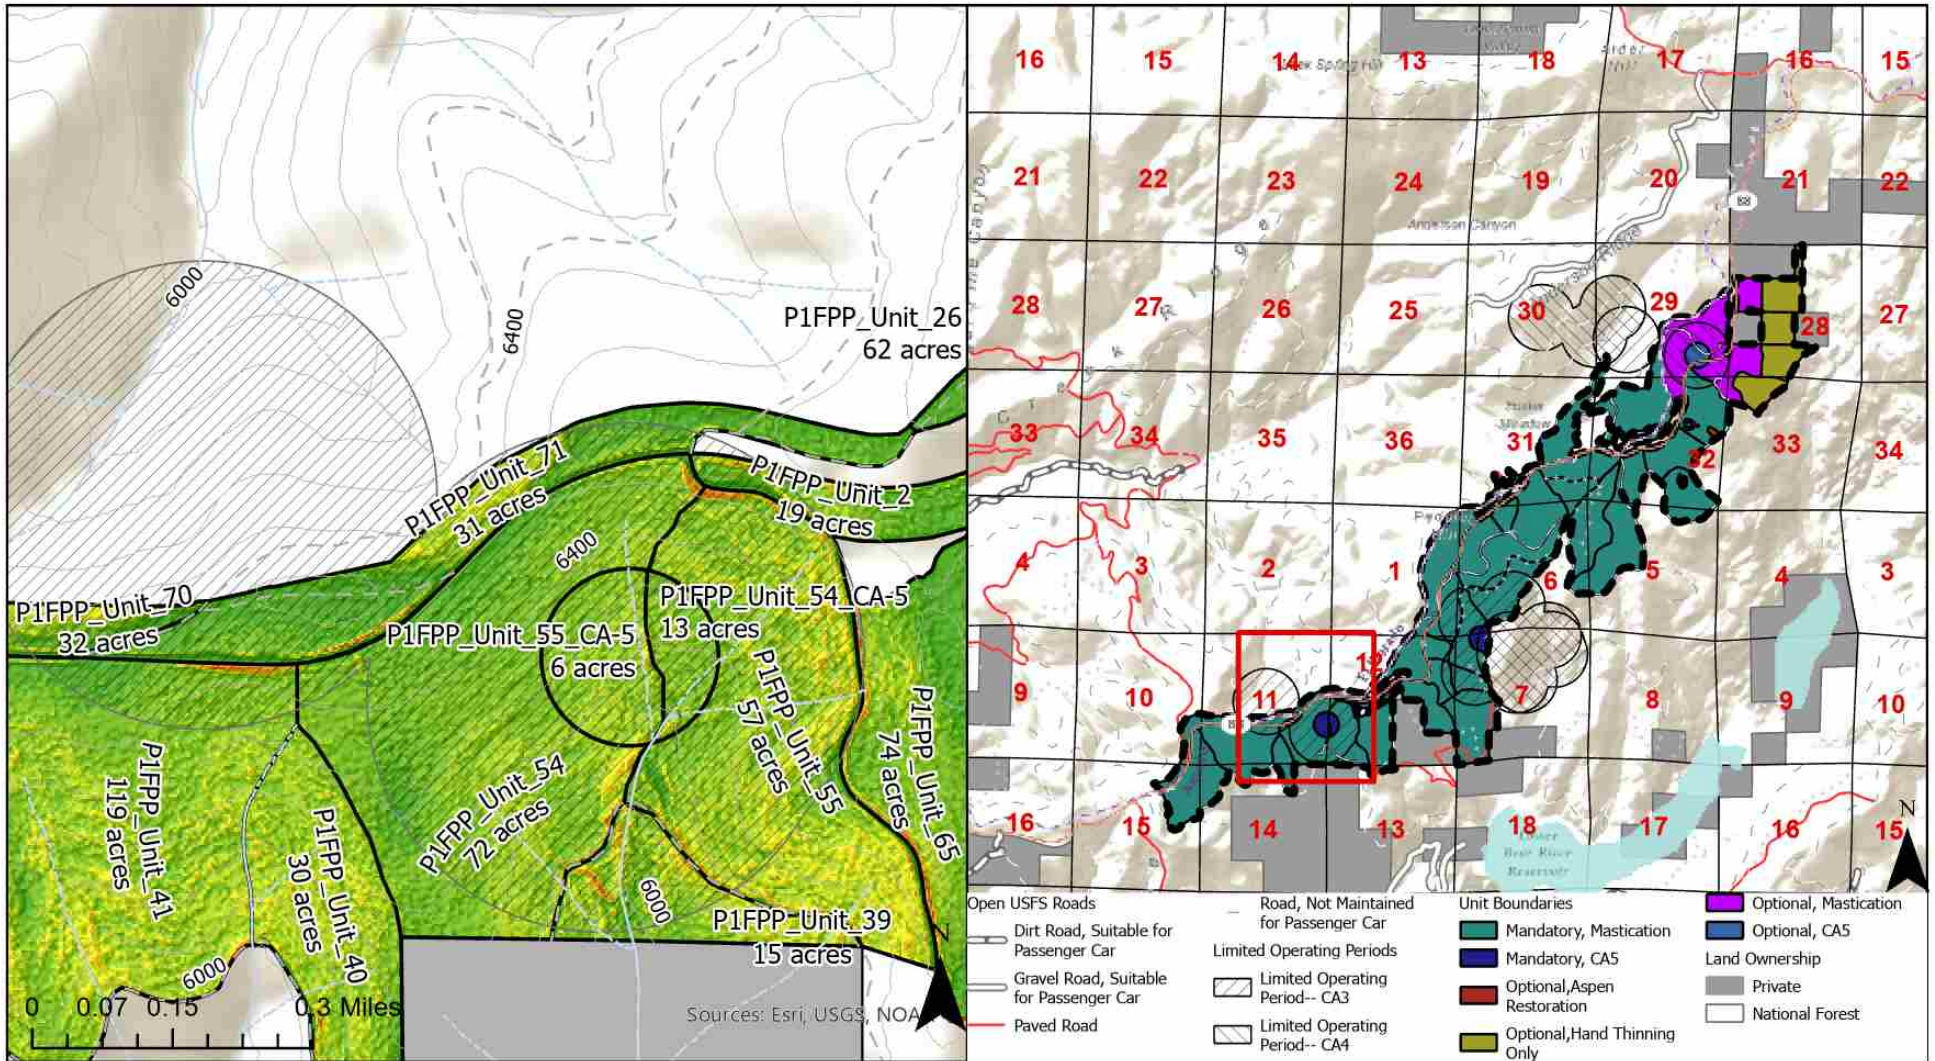 6000
6400
P1FPP_Unit_26
62 acres
P1FPP_Unit_71
31 acres
P1FPP_Unit_2
19 acres
6400
P1FPP_Unit_70
32 acres
P1FPP_Unit_54_CA-5
13 acres
P1FPP_Unit_55_CA-5
6 acres
P1FPP_Unit_55
57 acres
P1FPP_Unit_65
74 acres
P1FPP_Unit_41
119 acres
P1FPP_Unit_40
30 acres
P1FPP_Unit_54
72 acres
6000
P1FPP_Unit_39
15 acres
6000
N
0 0.07 0.15 0.3 Miles
Sources: Esri, USGS, NOA
16 15 14 13 18 17 16 15
21 22 23 24 19 20 21 22
88
Anderson Canyon
28 27 26 25 30 29 28 27
33 34 35 36 31 32 33 34
4 3 2 1 6 5 4 3
9 10 11 12 7 8 9 10
88
16 15 14 13 18 17 16 15
Bear River
Reservoir
N
Open USFS Roads
Dirt Road, Suitable for
Passenger Car
Gravel Road, Suitable
for Passenger Car
Paved Road
Road, Not Maintained
for Passenger Car
Limited Operating Periods
Limited Operating
Period-- CA3
Limited Operating
Period-- CA4
Unit Boundaries
Mandatory, Mastication
Mandatory, CA5
Optional,Aspen
Restoration
Optional,Hand Thinning
Only
Optional, Mastication
Optional, CA5
Land Ownership
Private
National Forest